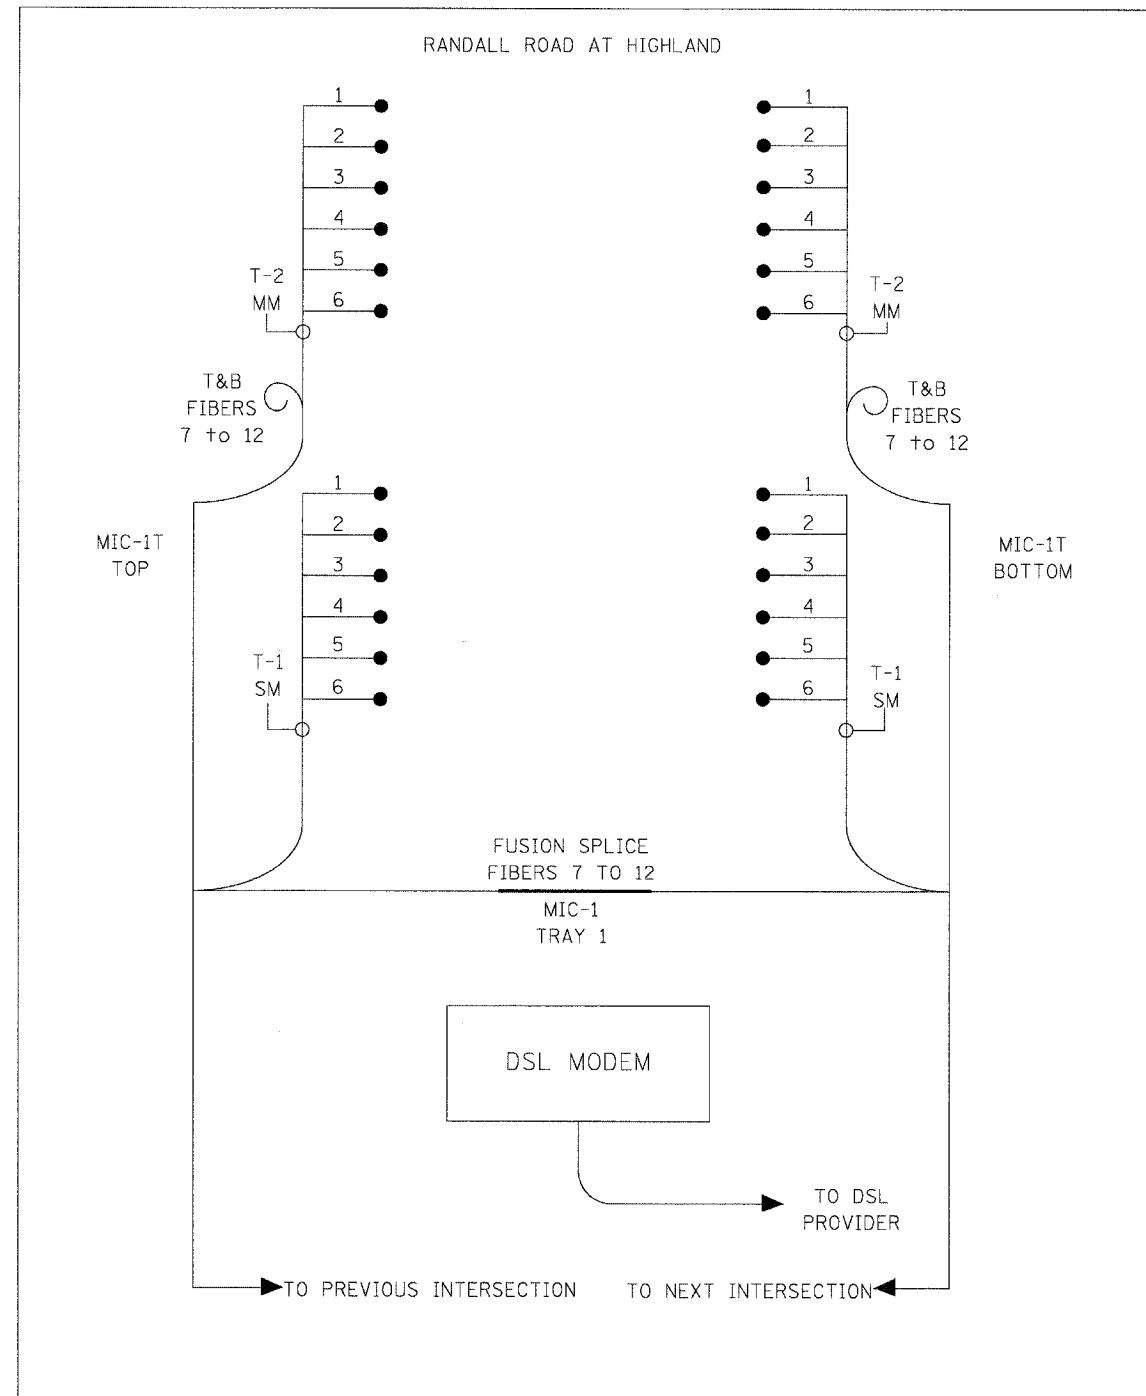 RANDALL ROAD AT HIGHLAND
1
2
3
4
5
6
T-2
MM
T&B
FIBERS
7 to 12
1
2
3
4
5
6
T-2
MM
T&B
FIBERS
7 to 12
MIC-1T
TOP
1
2
3
4
5
6
T-1
SM
1
2
3
4
5
6
T-1
SM
MIC-1T
BOTTOM
FUSION SPLICE
FIBERS 7 TO 12
MIC-1
TRAY 1
DSL MODEM
TO DSL
PROVIDER
TO PREVIOUS INTERSECTION
TO NEXT INTERSECTION